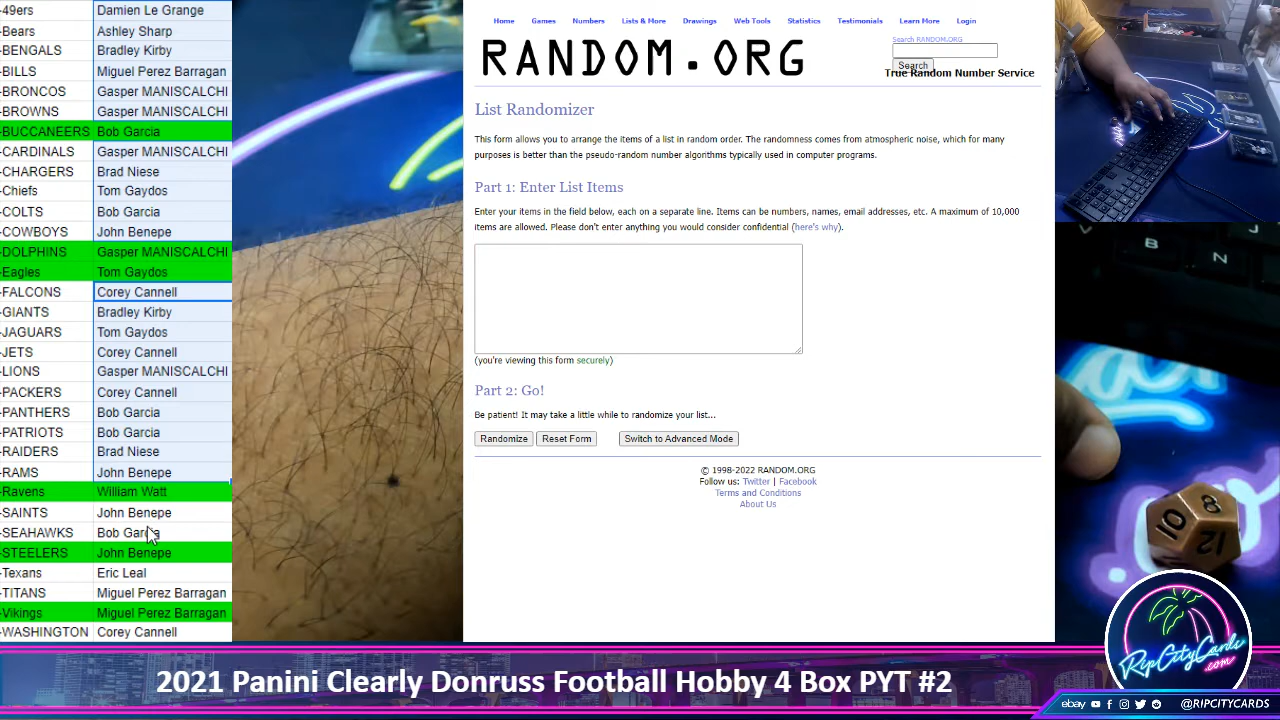 -49ers Damien Le Grange
-Bears Ashley Sharp
-BENGALS Bradley Kirby
-BILLS Miguel Perez Barragan
-BRONCOS Gasper MANISCALCHI
-BROWNS Gasper MANISCALCHI
-BUCCANEERS Bob Garcia
-CARDINALS Gasper MANISCALCHI
-CHARGERS Brad Niese
-Chiefs Tom Gaydos
-COLTS Bob Garcia
-COWBOYS John Benepe
-DOLPHINS Gasper MANISCALCHI
-Eagles Tom Gaydos
-FALCONS Corey Cannell
-GIANTS Bradley Kirby
-JAGUARS Tom Gaydos
-JETS Corey Cannell
-LIONS Gasper MANISCALCHI
-PACKERS Corey Cannell
-PANTHERS Bob Garcia
-PATRIOTS Bob Garcia
-RAIDERS Brad Niese
-RAMS John Benepe
-Ravens William Watt
-SAINTS John Benepe
-SEAHAWKS Bob Garcia
-STEELERS John Benepe
-Texans Eric Leal
-TITANS Miguel Perez Barragan
-Vikings Miguel Perez Barragan
-WASHINGTON Corey Cannell
Home Games Numbers Lists & More Drawings Web Tools Statistics Testimonials Learn More Login
RANDOM.ORG
Search RANDOM.ORG
Search
True Random Number Service
List Randomizer
This form allows you to arrange the items of a list in random order. The randomness comes from atmospheric noise, which for many
purposes is better than the pseudo-random number algorithms typically used in computer programs.
Part 1: Enter List Items
Enter your items in the field below, each on a separate line. Items can be numbers, names, email addresses, etc. A maximum of 10,000
items are allowed. Please don't enter anything you would consider confidential (here's why).
(you're viewing this form securely)
Part 2: Go!
Be patient! It may take a little while to randomize your list...
Randomize Reset Form Switch to Advanced Mode
© 1998-2022 RANDOM.ORG
Follow us: Twitter | Facebook
Terms and Conditions
About Us
B
J
N
8
10
12
RipCityCards
.com
2021 Panini Clearly Donruss Football Hobby 4 Box PYT #2
ebay @RIPCITYCARDS